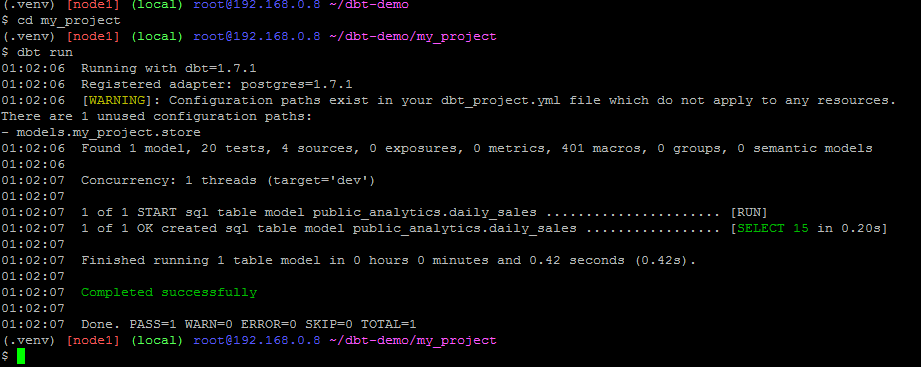 (.venv) [node1] (local) root@192.168.0.8 ~/dbt-demo
$ cd my_project
(.venv) [node1] (local) root@192.168.0.8 ~/dbt-demo/my_project
$ dbt run
01:02:06  Running with dbt=1.7.1
01:02:06  Registered adapter: postgres=1.7.1
01:02:06  [WARNING]: Configuration paths exist in your dbt_project.yml file which do not apply to any resources.
There are 1 unused configuration paths:
- models.my_project.store
01:02:06  Found 1 model, 20 tests, 4 sources, 0 exposures, 0 metrics, 401 macros, 0 groups, 0 semantic models
01:02:06
01:02:07  Concurrency: 1 threads (target='dev')
01:02:07
01:02:07  1 of 1 START sql table model public_analytics.daily_sales ...................... [RUN]
01:02:07  1 of 1 OK created sql table model public_analytics.daily_sales ................. [SELECT 15 in 0.20s]
01:02:07
01:02:07  Finished running 1 table model in 0 hours 0 minutes and 0.42 seconds (0.42s).
01:02:07
01:02:07  Completed successfully
01:02:07
01:02:07  Done. PASS=1 WARN=0 ERROR=0 SKIP=0 TOTAL=1
(.venv) [node1] (local) root@192.168.0.8 ~/dbt-demo/my_project
$